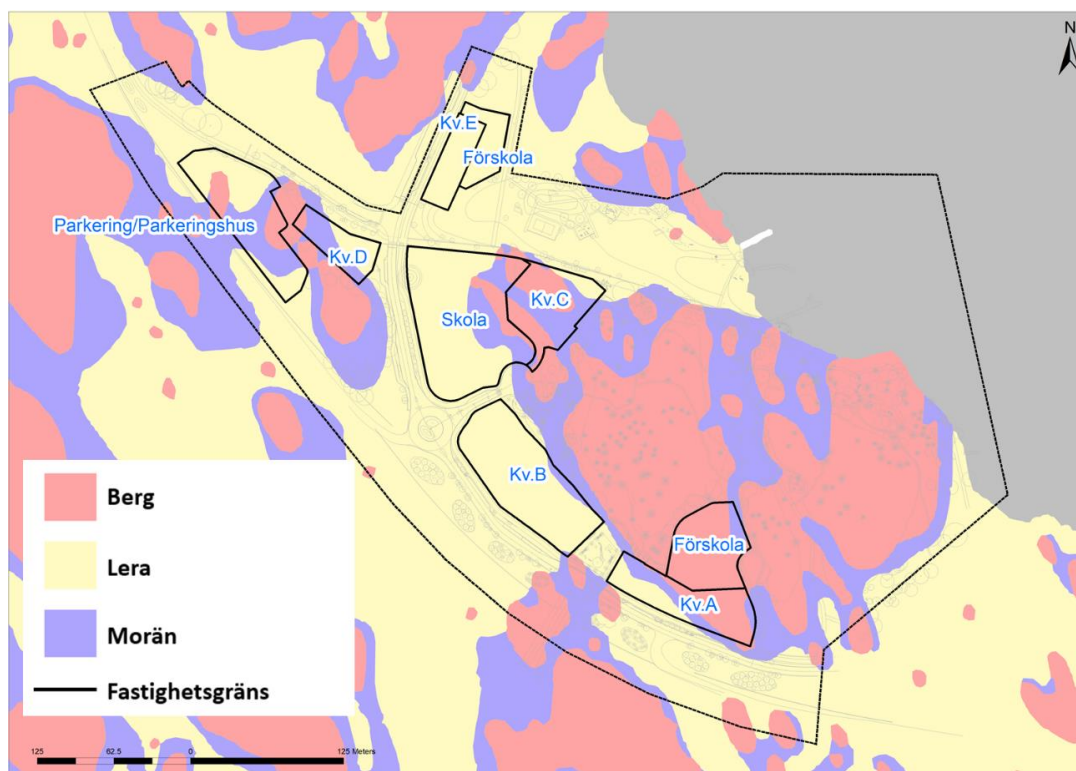 N
Kv.E
Förskola
Parkering/Parkeringshus
Kv.D
Kv.C
Skola
Kv.B
Förskola
Kv.A
Berg
Lera
Morän
Fastighetsgräns
125 62.5 0 125 Meters